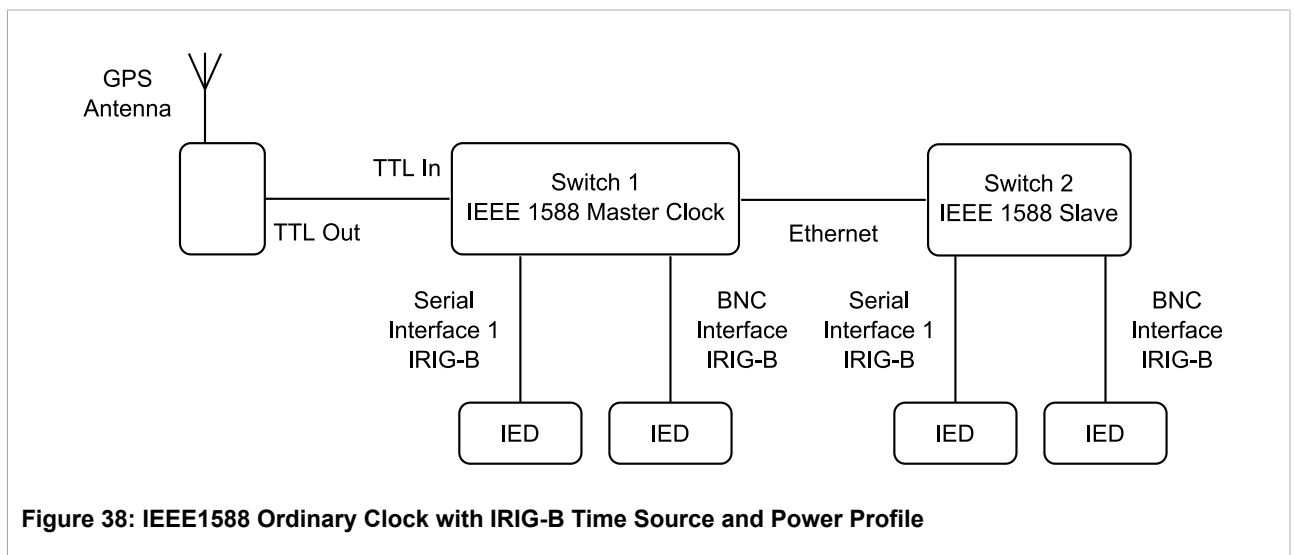 GPS
Antenna
TTL In
TTL Out
Switch 1
IEEE 1588 Master Clock
Ethernet
Switch 2
IEEE 1588 Slave
Serial
Interface 1
IRIG-B
BNC
Interface
IRIG-B
Serial
Interface 1
IRIG-B
BNC
Interface
IRIG-B
IED
IED
IED
IED
Figure 38: IEEE1588 Ordinary Clock with IRIG-B Time Source and Power Profile